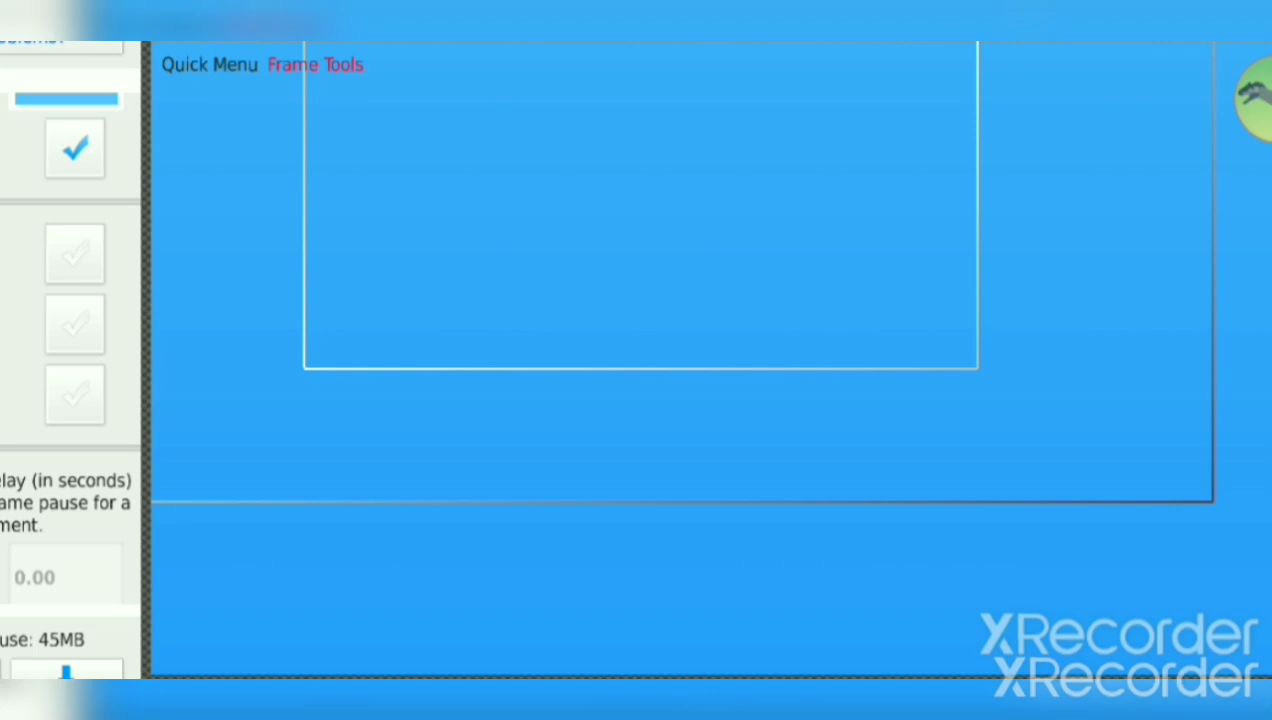 Quick Menu Frame Tools
elay (in seconds)
ame pause for a
ment.
0.00
use: 45MB
XRecorder
XRecorder